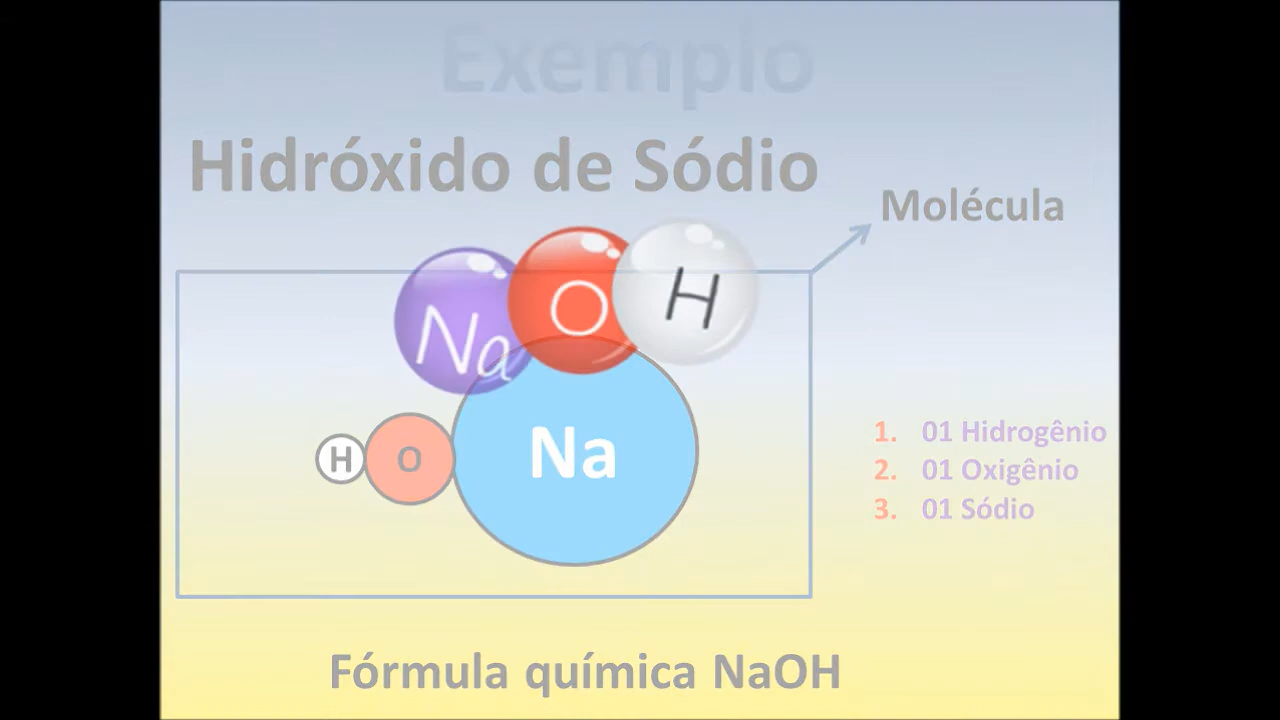 Exemplo
Hidróxido de Sódio
Molécula
Na O H
H O Na
1. 01 Hidrogênio
2. 01 Oxigênio
3. 01 Sódio
Fórmula química NaOH